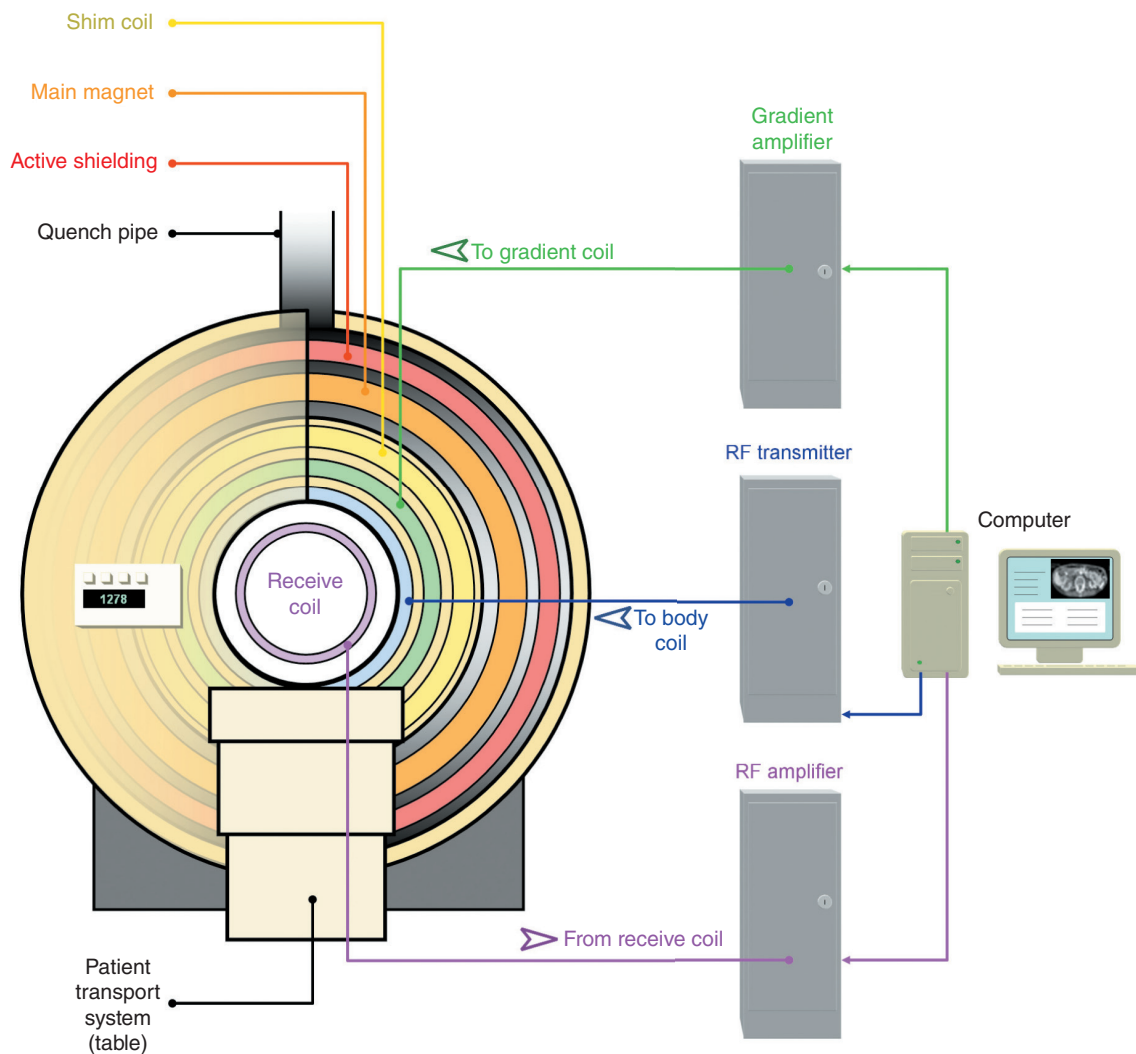 Shim coil
Main magnet
Active shielding
Quench pipe
Gradient
amplifier
To gradient coil
RF transmitter
Computer
Receive
coil
1278
To body
coil
RF amplifier
From receive coil
Patient
transport
system
(table)